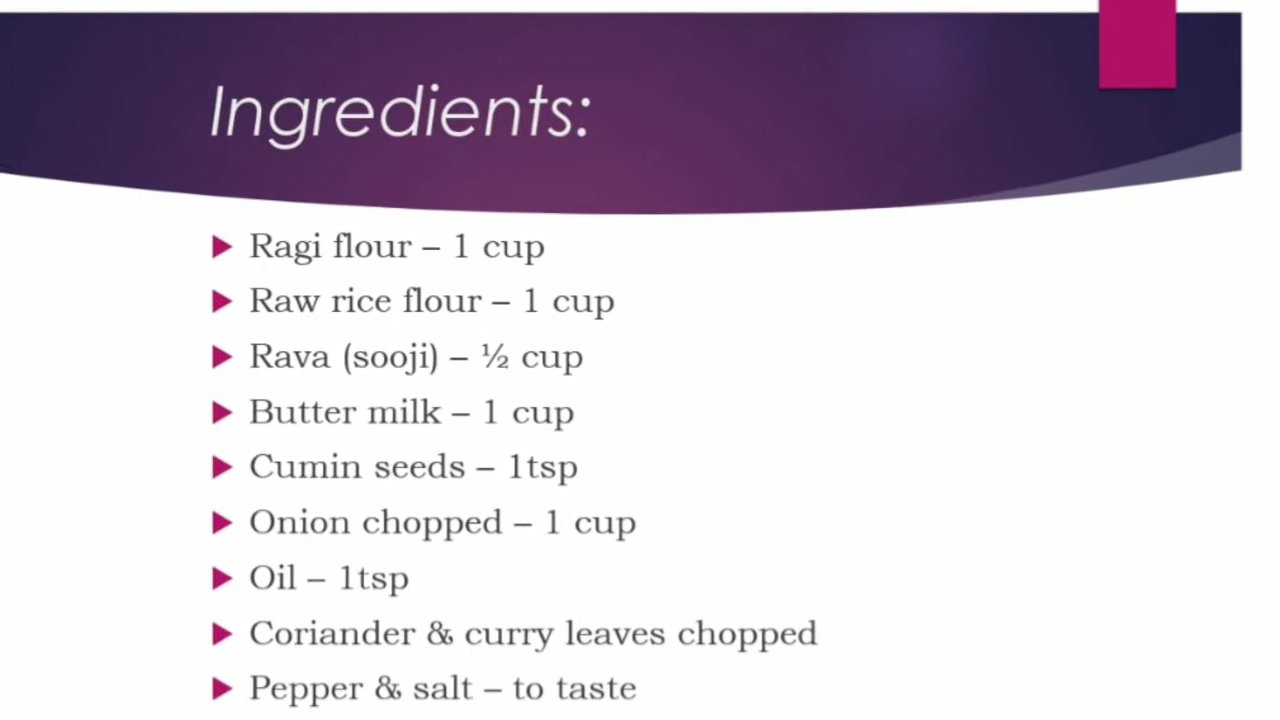 Ingredients:
Ragi flour – 1 cup
Raw rice flour – 1 cup
Rava (sooji) – ½ cup
Butter milk – 1 cup
Cumin seeds – 1tsp
Onion chopped – 1 cup
Oil – 1tsp
Coriander & curry leaves chopped
Pepper & salt – to taste